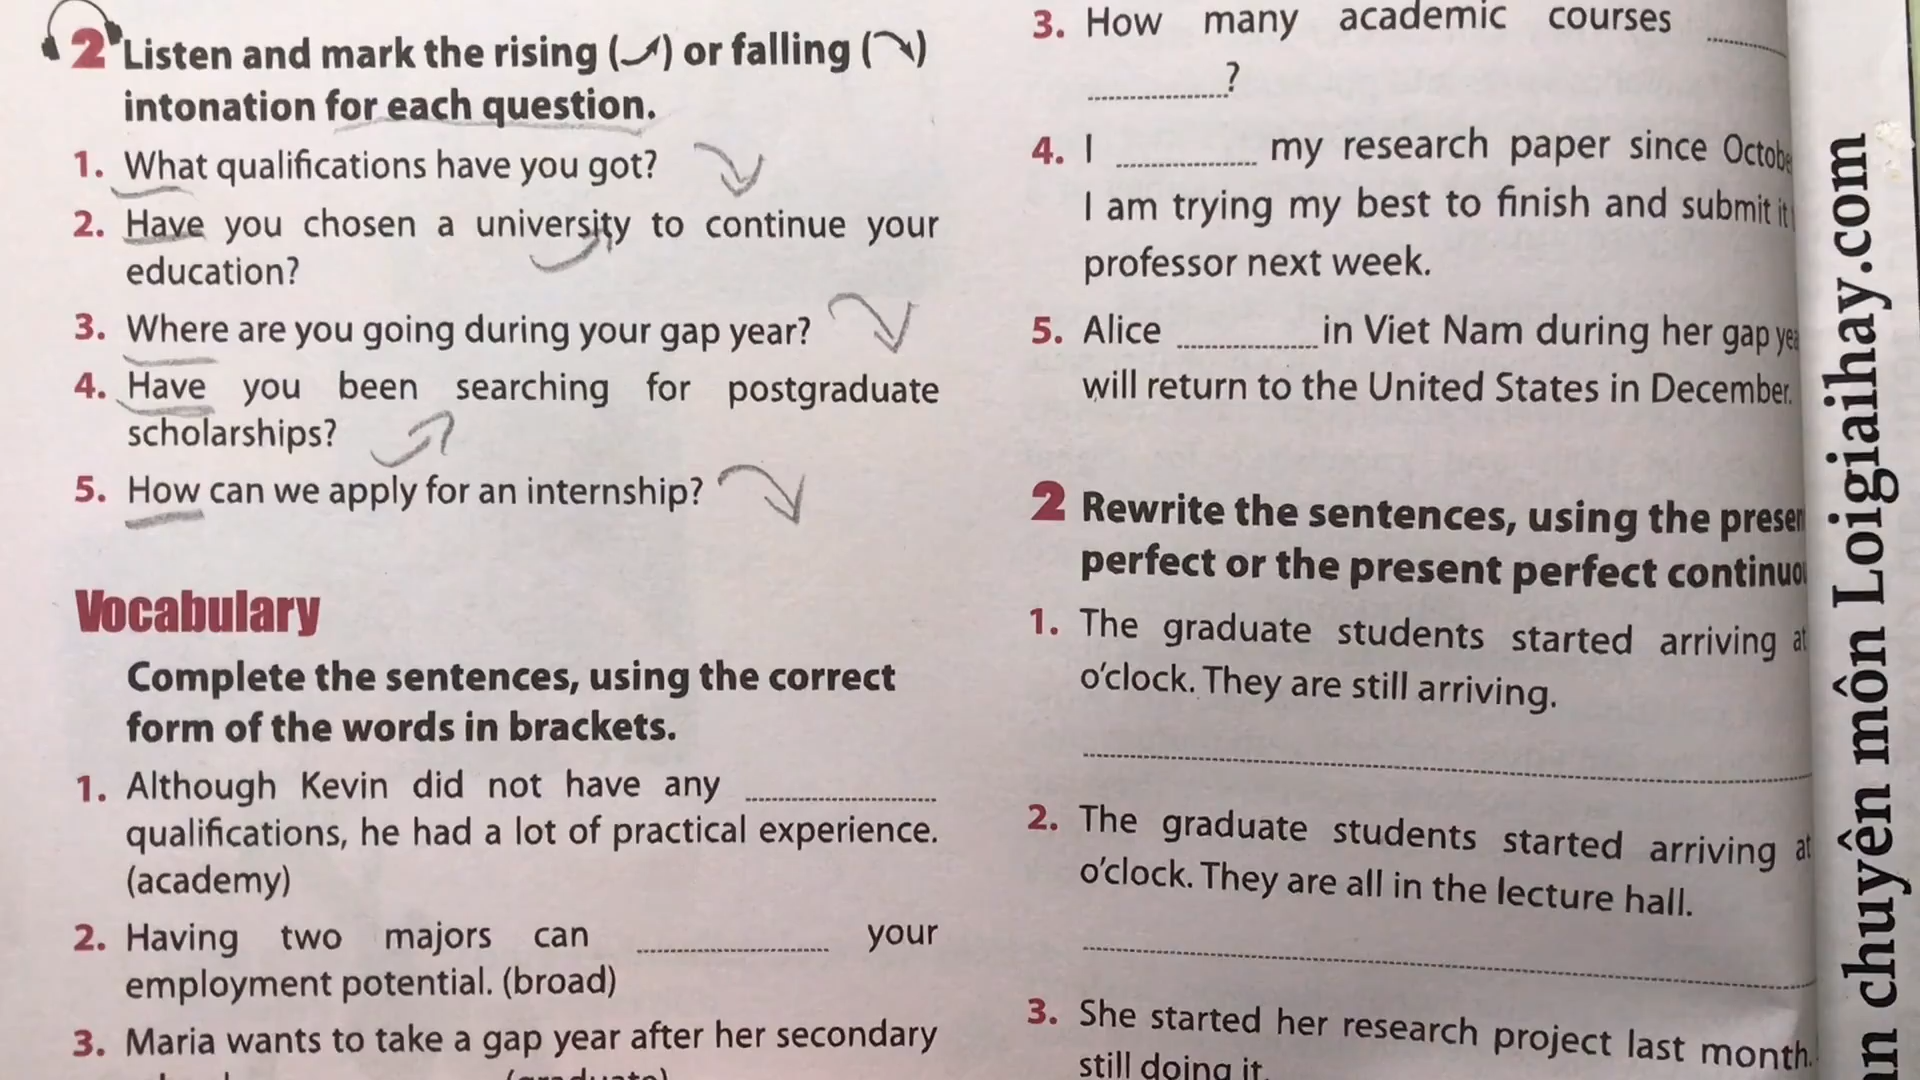 2 Listen and mark the rising (⤴) or falling (⤵)
intonation for each question.
1. What qualifications have you got?
2. Have you chosen a university to continue your
education?
3. Where are you going during your gap year?
4. Have you been searching for postgraduate
scholarships?
5. How can we apply for an internship?
Vocabulary
Complete the sentences, using the correct
form of the words in brackets.
1. Although Kevin did not have any ....................
qualifications, he had a lot of practical experience.
(academy)
2. Having two majors can .................... your
employment potential. (broad)
3. Maria wants to take a gap year after her secondary
(graduate)
3. How many academic courses ..........
....................?
4. I .................... my research paper since
I am trying my best to finish and submit it
professor next week.
5. Alice .................... in Viet Nam during her gap
will return to the United States in December.
2 Rewrite the sentences, using the
perfect or the present perfect
1. The graduate students started arriving at
o'clock. They are still arriving.
2. The graduate students started arriving at
o'clock. They are all in the lecture hall.
3. She started her research project last month.
still doing it.
chuyên môn Loigiaihay.com